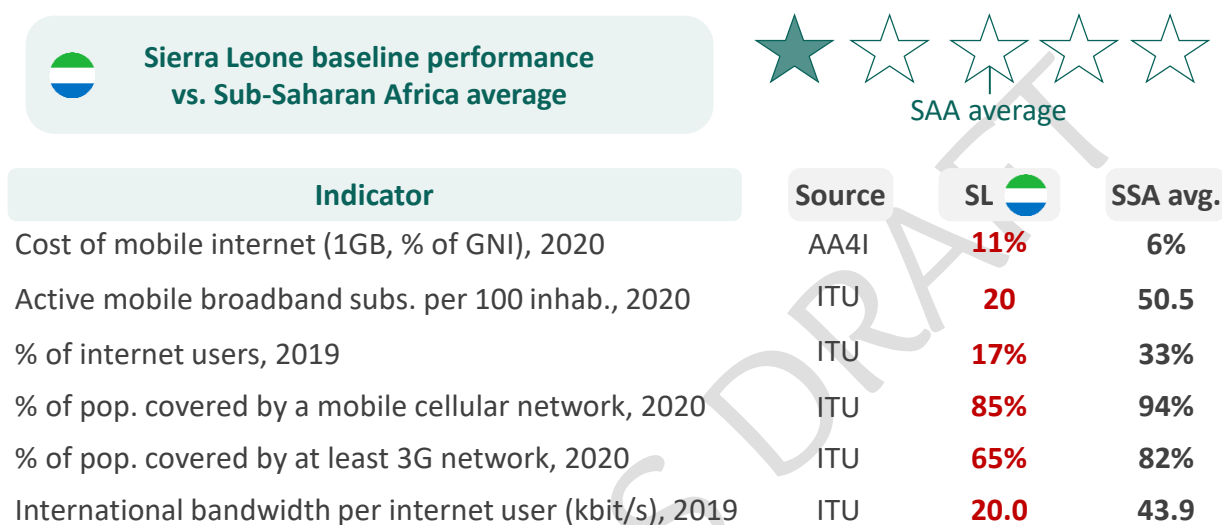 Sierra Leone baseline performance
vs. Sub-Saharan Africa average
SAA average
Indicator Source SL SSA avg.
Cost of mobile internet (1GB, % of GNI), 2020 AA4I 11% 6%
Active mobile broadband subs. per 100 inhab., 2020 ITU 20 50.5
% of internet users, 2019 ITU 17% 33%
% of pop. covered by a mobile cellular network, 2020 ITU 85% 94%
% of pop. covered by at least 3G network, 2020 ITU 65% 82%
International bandwidth per internet user (kbit/s), 2019 ITU 20.0 43.9
S DRAFT